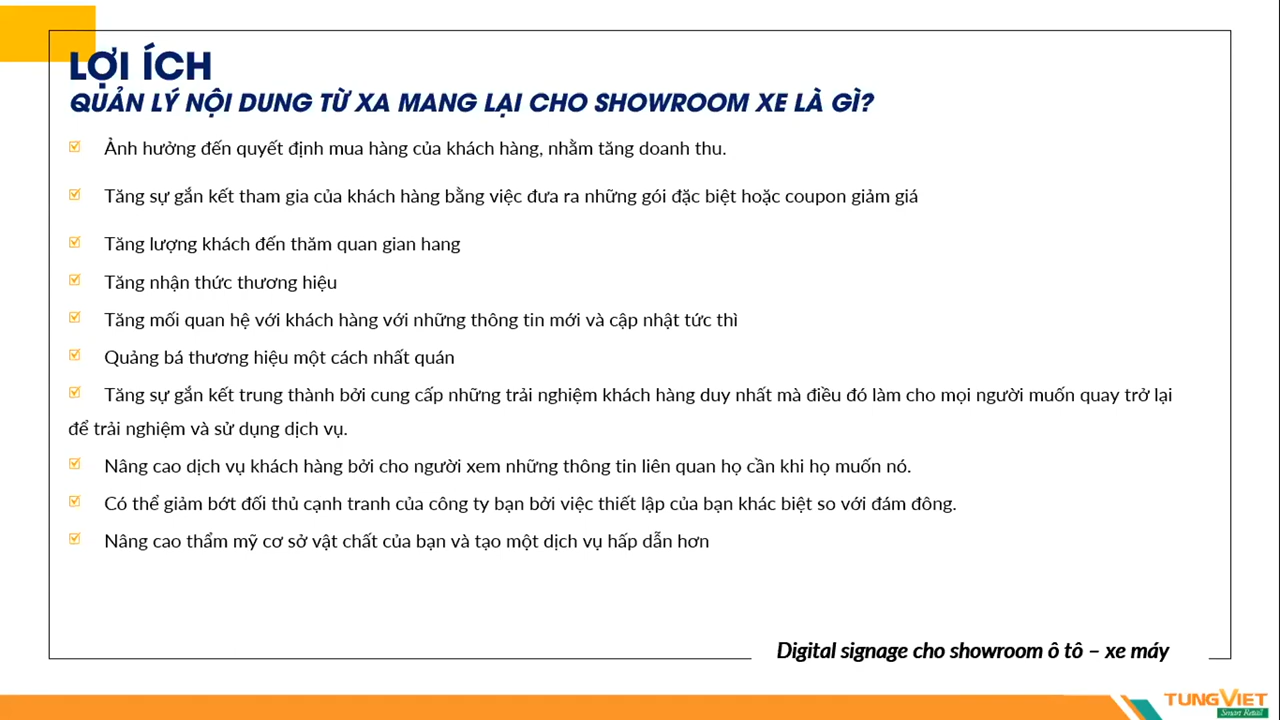 LỢI ÍCH
QUẢN LÝ NỘI DUNG TỪ XA MANG LẠI CHO SHOWROOM XE LÀ GÌ?
Ảnh hưởng đến quyết định mua hàng của khách hàng, nhằm tăng doanh thu.
Tăng sự gắn kết tham gia của khách hàng bằng việc đưa ra những gói đặc biệt hoặc coupon giảm giá
Tăng lượng khách đến thăm quan gian hang
Tăng nhận thức thương hiệu
Tăng mối quan hệ với khách hàng với những thông tin mới và cập nhật tức thì
Quảng bá thương hiệu một cách nhất quán
Tăng sự gắn kết trung thành bởi cung cấp những trải nghiệm khách hàng duy nhất mà điều đó làm cho mọi người muốn quay trở lại
để trải nghiệm và sử dụng dịch vụ.
Nâng cao dịch vụ khách hàng bởi cho người xem những thông tin liên quan họ cần khi họ muốn nó.
Có thể giảm bớt đối thủ cạnh tranh của công ty bạn bởi việc thiết lập của bạn khác biệt so với đám đông.
Nâng cao thẩm mỹ cơ sở vật chất của bạn và tạo một dịch vụ hấp dẫn hơn
Digital signage cho showroom ô tô – xe máy
TUNGVIET
Smart Retail